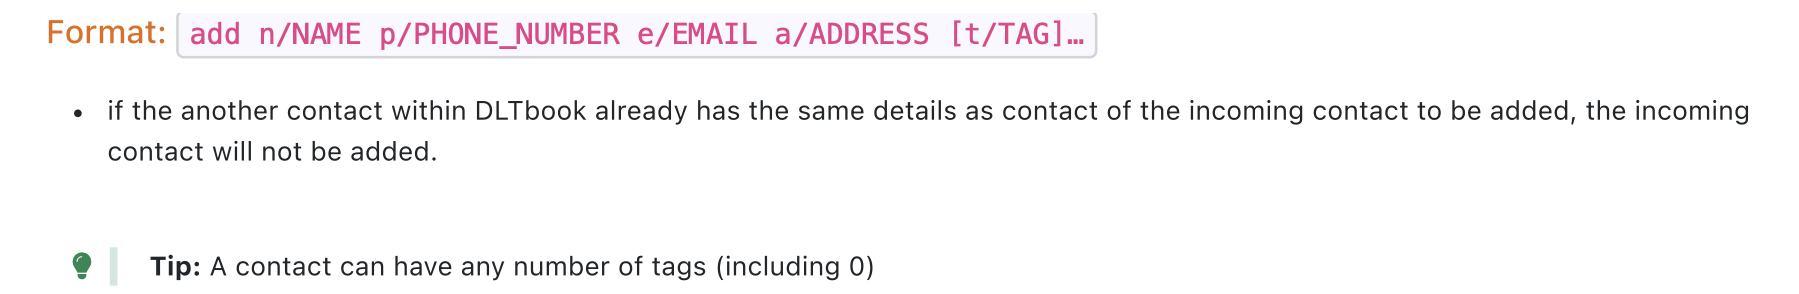 Format: add n/NAME p/PHONE_NUMBER e/EMAIL a/ADDRESS [t/TAG]…
• if the another contact within DLTbook already has the same details as contact of the incoming contact to be added, the incoming
contact will not be added.
Tip: A contact can have any number of tags (including 0)